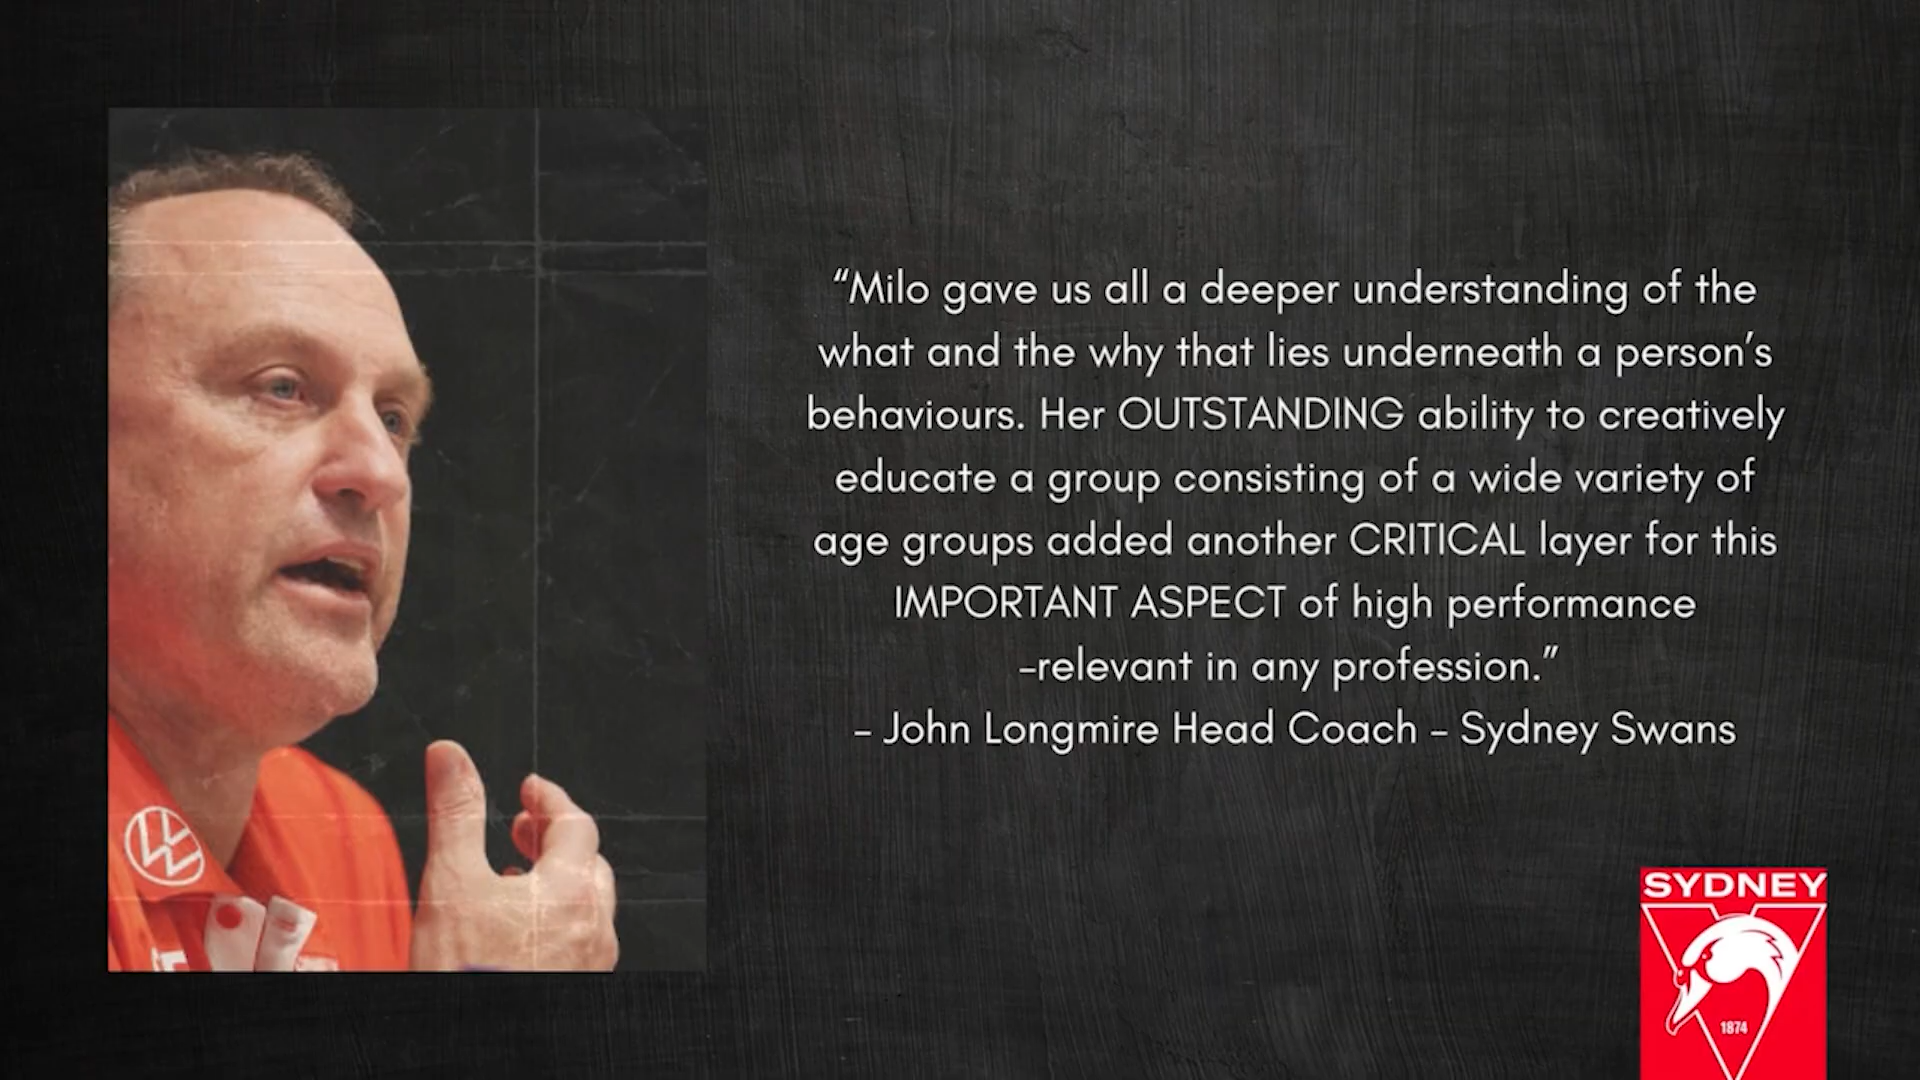 “Milo gave us all a deeper understanding of the
what and the why that lies underneath a person’s
behaviours. Her OUTSTANDING ability to creatively
educate a group consisting of a wide variety of
age groups added another CRITICAL layer for this
IMPORTANT ASPECT of high performance
–relevant in any profession.”
– John Longmire Head Coach – Sydney Swans
SYDNEY
1874